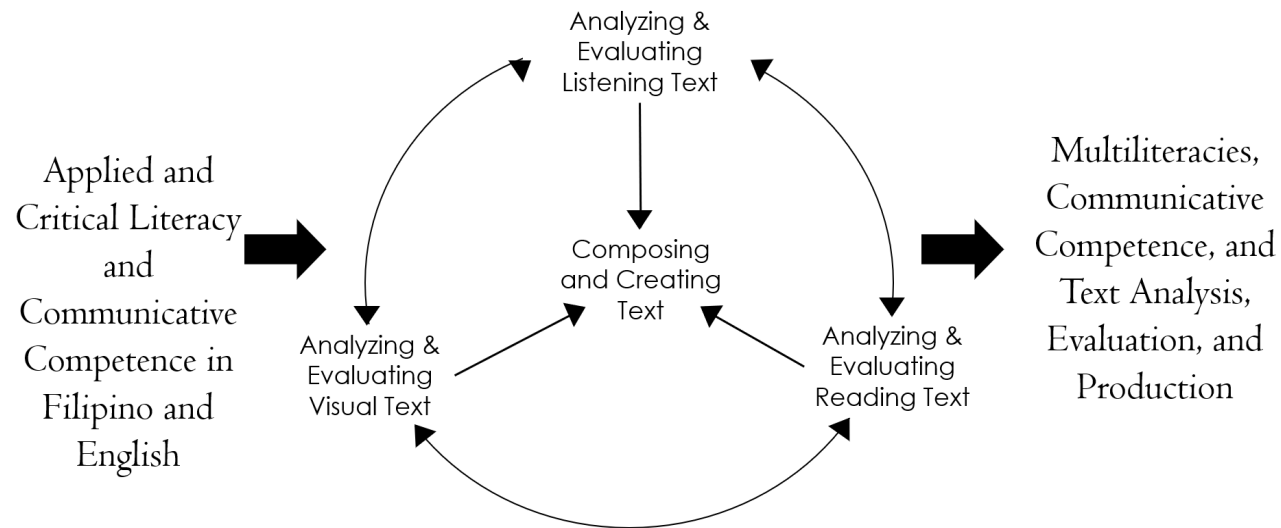 Applied and
Critical Literacy
and
Communicative
Competence in
Filipino and
English
Analyzing &
Evaluating
Listening Text
Composing
and Creating
Text
Analyzing &
Evaluating
Visual Text
Analyzing &
Evaluating
Reading Text
Multiliteracies,
Communicative
Competence, and
Text Analysis,
Evaluation, and
Production